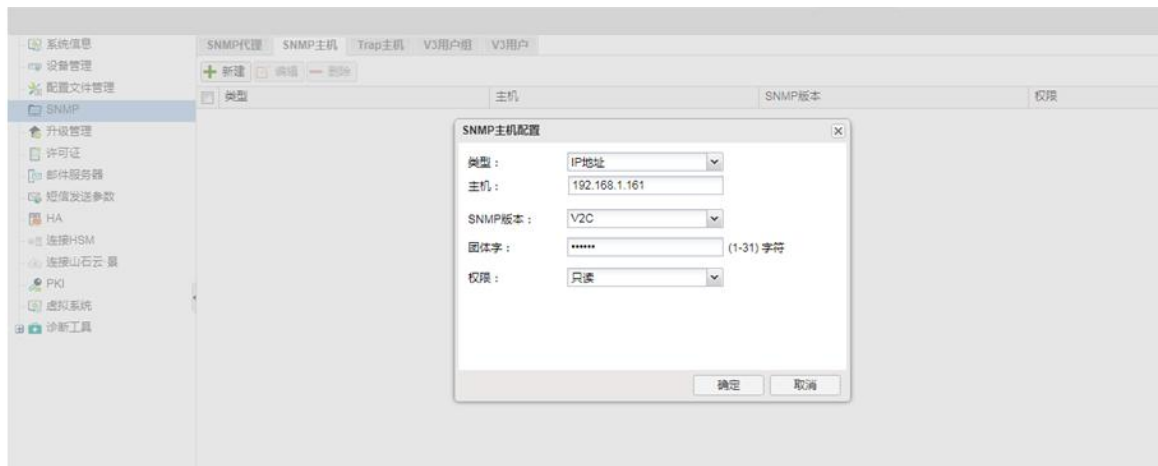 系统信息
设备管理
配置文件管理
SNMP
升级管理
许可证
邮件服务器
短信发送参数
HA
连接HSM
连接山石云·景
PKI
虚拟系统
诊断工具
SNMP代理 SNMP主机 Trap主机 V3用户组 V3用户
新建 编辑 删除
类型 主机 SNMP版本 权限
SNMP主机配置
类型： IP地址
主机： 192.168.1.161
SNMP版本： V2C
团体字： •••••• (1-31) 字符
权限： 只读
确定 取消